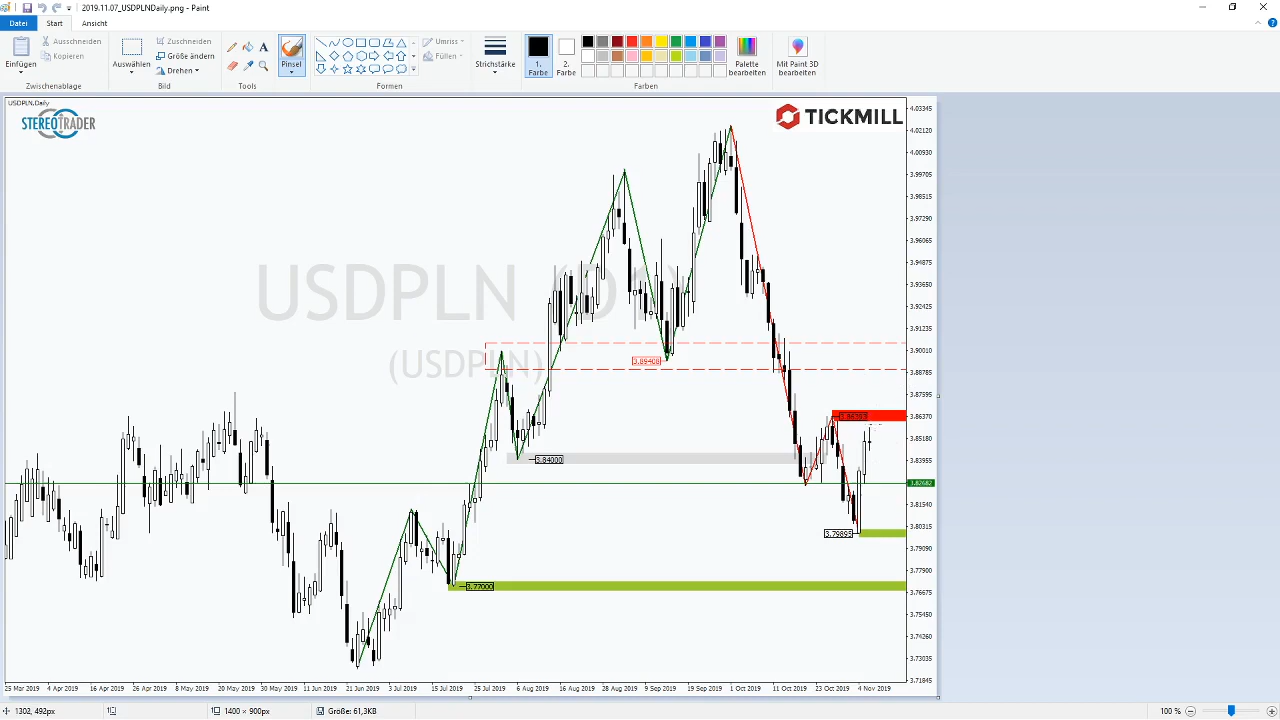 2019.11.07_USDPLNDaily.png - Paint
Datei Start Ansicht
Einfügen
Ausschneiden
Kopieren
Zwischenablage
Auswählen
Zuschneiden
Größe ändern
Drehen
Bild
Tools
Pinsel
Formen
Umriss
Füllen
Strichstärke
1. Farbe
2. Farbe
Palette bearbeiten
Mit Paint 3D bearbeiten
Farben
USDPLN.Daily
STEREOTRADER
TICKMILL
USDPLN (D1)
(USDPLN)
3.89408
3.84000
3.77000
3.79895
4.03345
4.02120
4.00930
3.99705
3.98515
3.97290
3.96065
3.94875
3.93650
3.92425
3.91235
3.90010
3.88785
3.87595
3.86370
3.85180
3.83955
3.82682
3.81540
3.80315
3.79090
3.77900
3.76675
3.75450
3.74260
3.73035
3.71845
25 Mar 2019 4 Apr 2019 16 Apr 2019 26 Apr 2019 8 May 2019 20 May 2019 30 May 2019 11 Jun 2019 21 Jun 2019 3 Jul 2019 15 Jul 2019 25 Jul 2019 6 Aug 2019 16 Aug 2019 28 Aug 2019 9 Sep 2019 19 Sep 2019 1 Oct 2019 11 Oct 2019 23 Oct 2019 4 Nov 2019
1302, 492px
1400 × 900px
Größe: 61,3KB
100 %